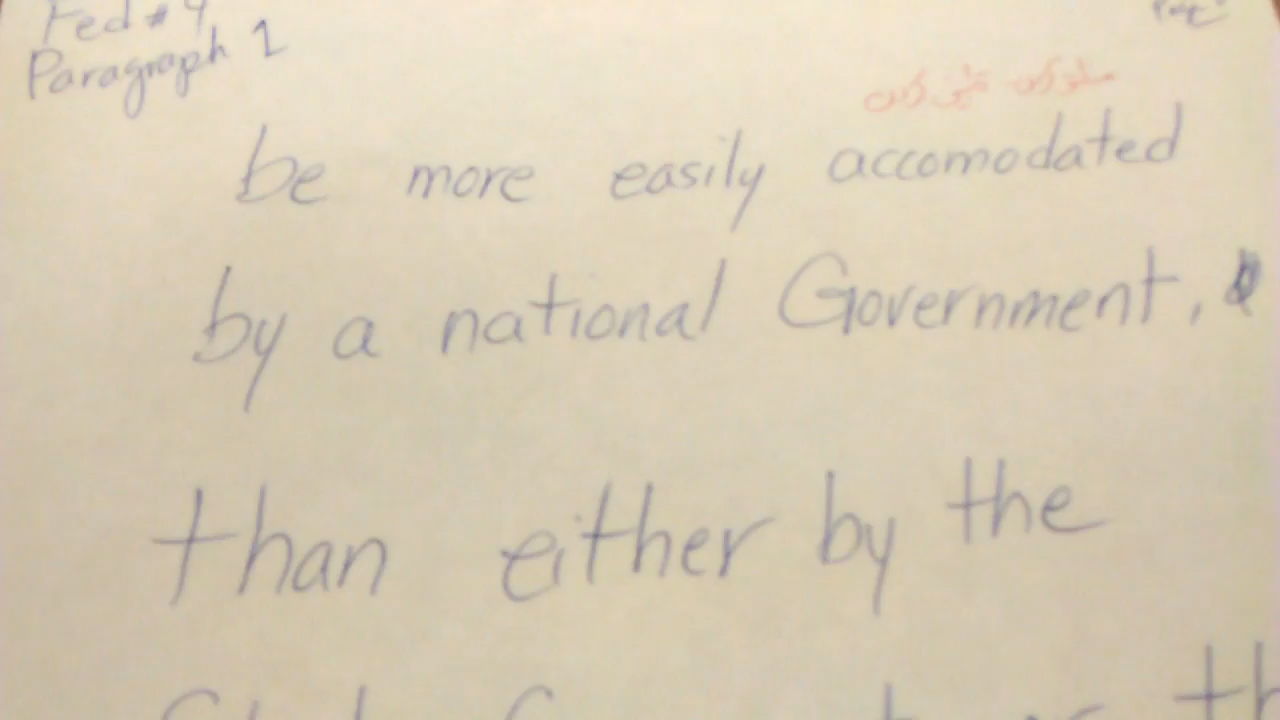 Fed # 4
Paragraph 1
be more easily accomodated
by a national Government,
than either by the